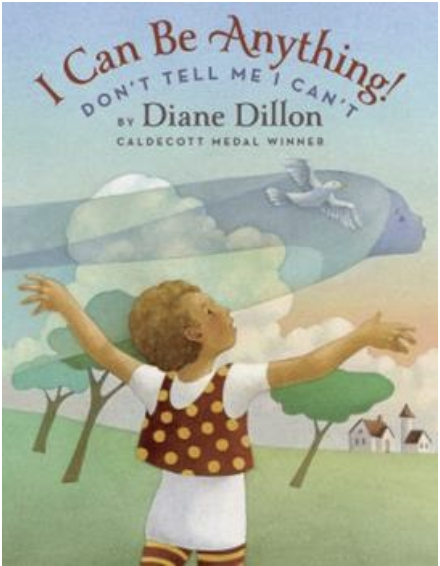 I Can Be Anything!
DON'T TELL ME I CAN'T
BY Diane Dillon
CALDECOTT MEDAL WINNER